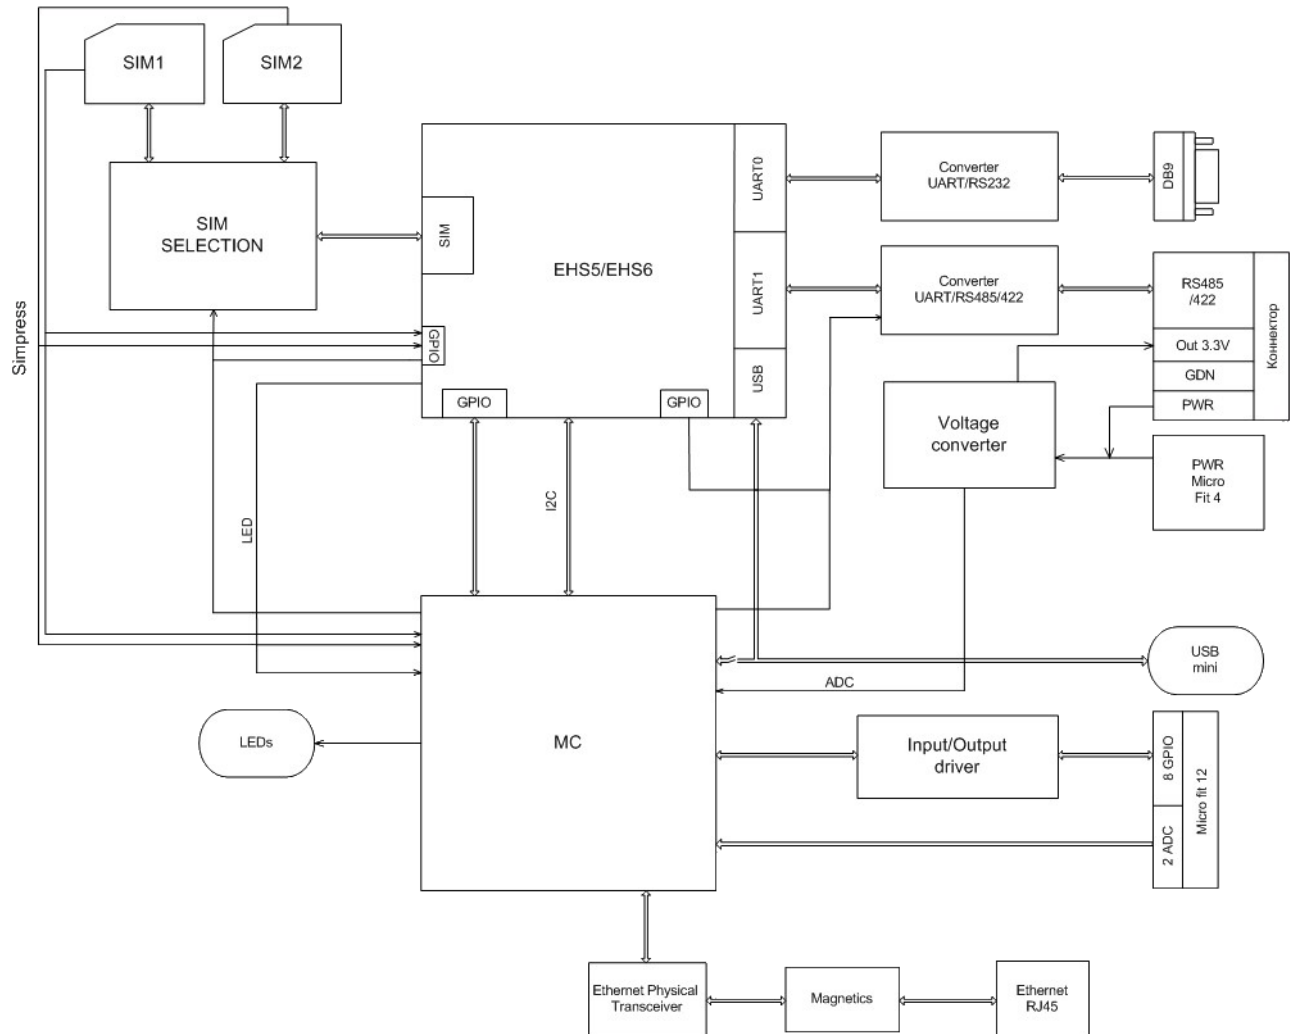 SIM1
SIM2
SIM
SELECTION
Simpress
SIM
EHS5/EHS6
GPIO
GPIO
GPIO
UART0
UART1
USB
Converter
UART/RS232
DB9
Converter
UART/RS485/422
RS485
/422
Out 3.3V
GDN
PWR
Коннектор
Voltage
converter
PWR
Micro
Fit 4
LED
I2C
USB
mini
ADC
LEDs
MC
Input/Output
driver
8 GPIO
2 ADC
Micro fit 12
Ethernet Physical
Transceiver
Magnetics
Ethernet
RJ45